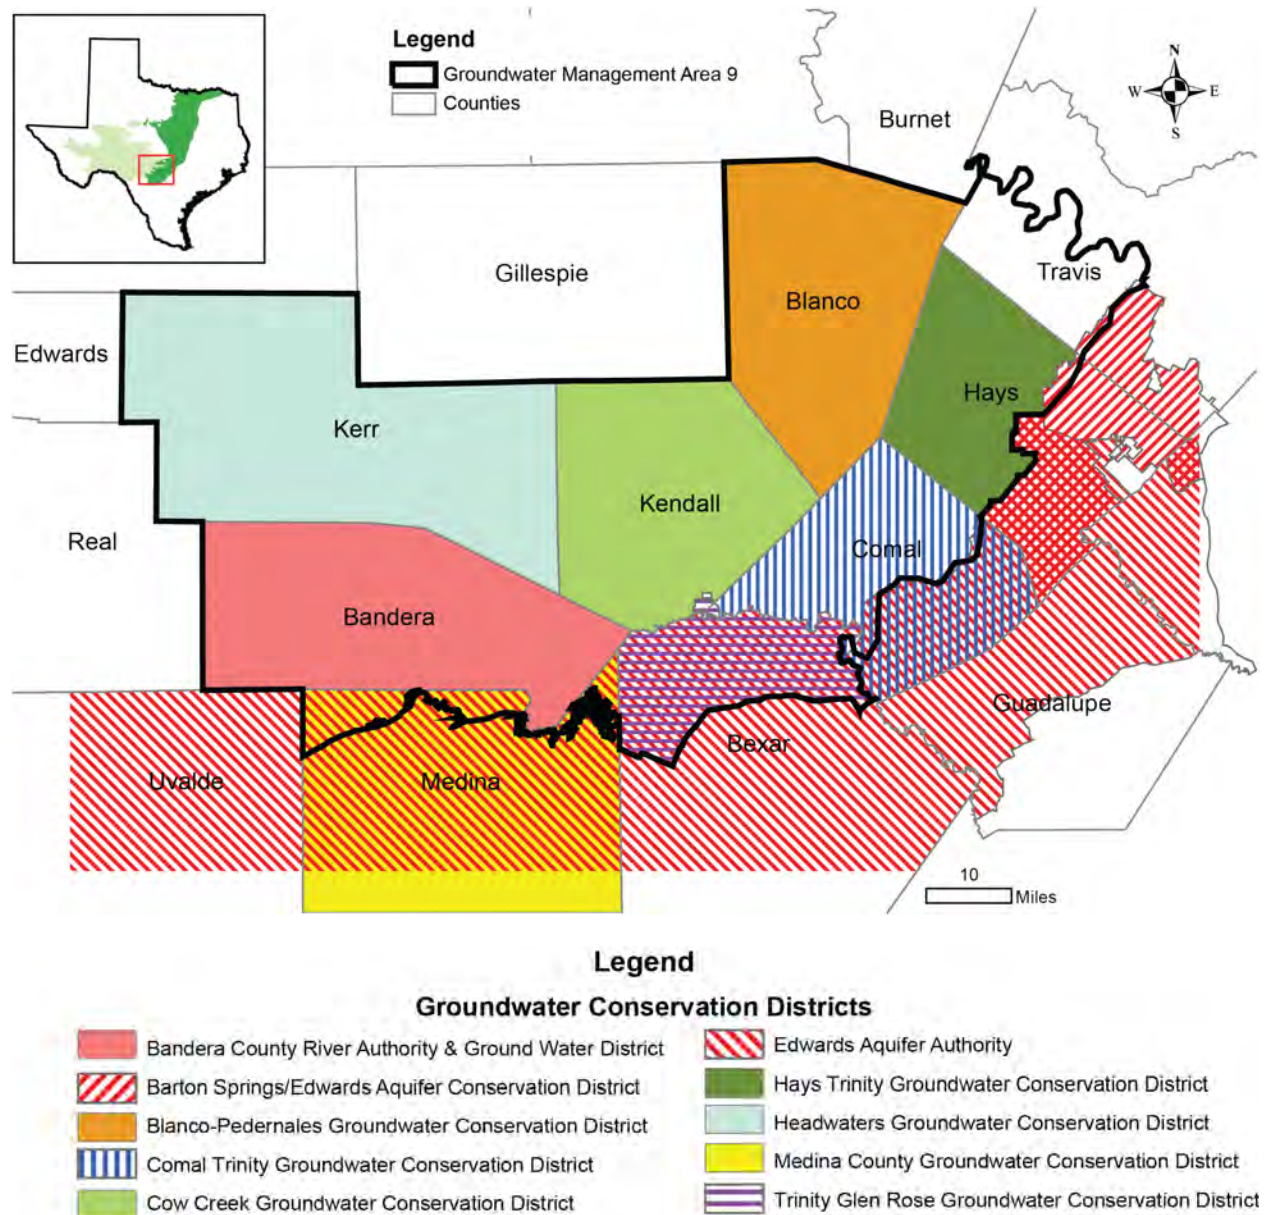 Legend
Groundwater Management Area 9
Counties
N
W E
S
Burnet
Travis
Gillespie
Blanco
Edwards
Hays
Kerr
Kendall
Real
Comal
Bandera
Guadalupe
Bexar
Uvalde
Medina
10
Miles
Legend
Groundwater Conservation Districts
Bandera County River Authority & Ground Water District
Barton Springs/Edwards Aquifer Conservation District
Blanco-Pedernales Groundwater Conservation District
Comal Trinity Groundwater Conservation District
Cow Creek Groundwater Conservation District
Edwards Aquifer Authority
Hays Trinity Groundwater Conservation District
Headwaters Groundwater Conservation District
Medina County Groundwater Conservation District
Trinity Glen Rose Groundwater Conservation District